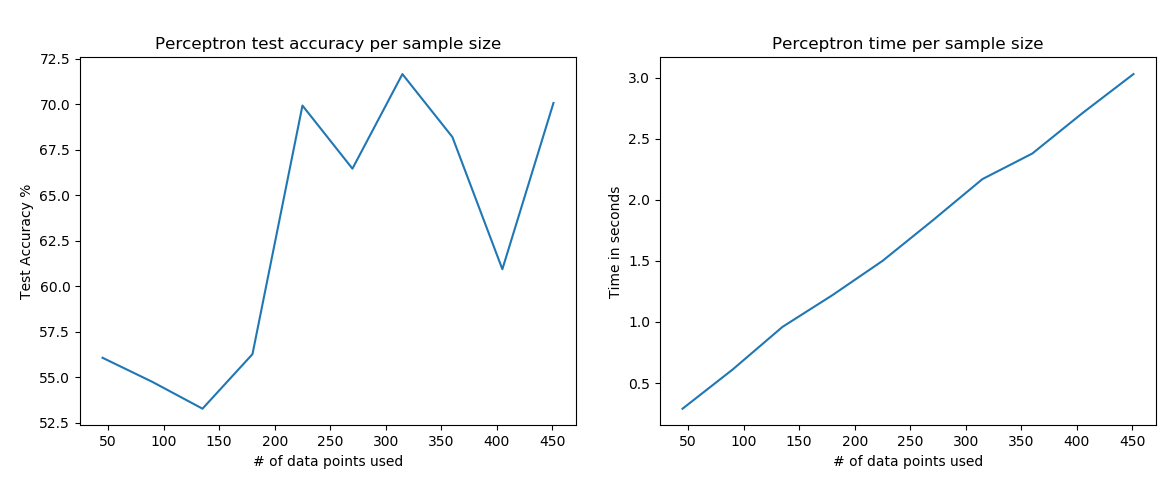 Perceptron test accuracy per sample size
72.5
70.0
67.5
65.0
62.5
60.0
57.5
55.0
52.5
Test Accuracy %
50 100 150 200 250 300 350 400 450
# of data points used
Perceptron time per sample size
3.0
2.5
2.0
1.5
1.0
0.5
Time in seconds
50 100 150 200 250 300 350 400 450
# of data points used